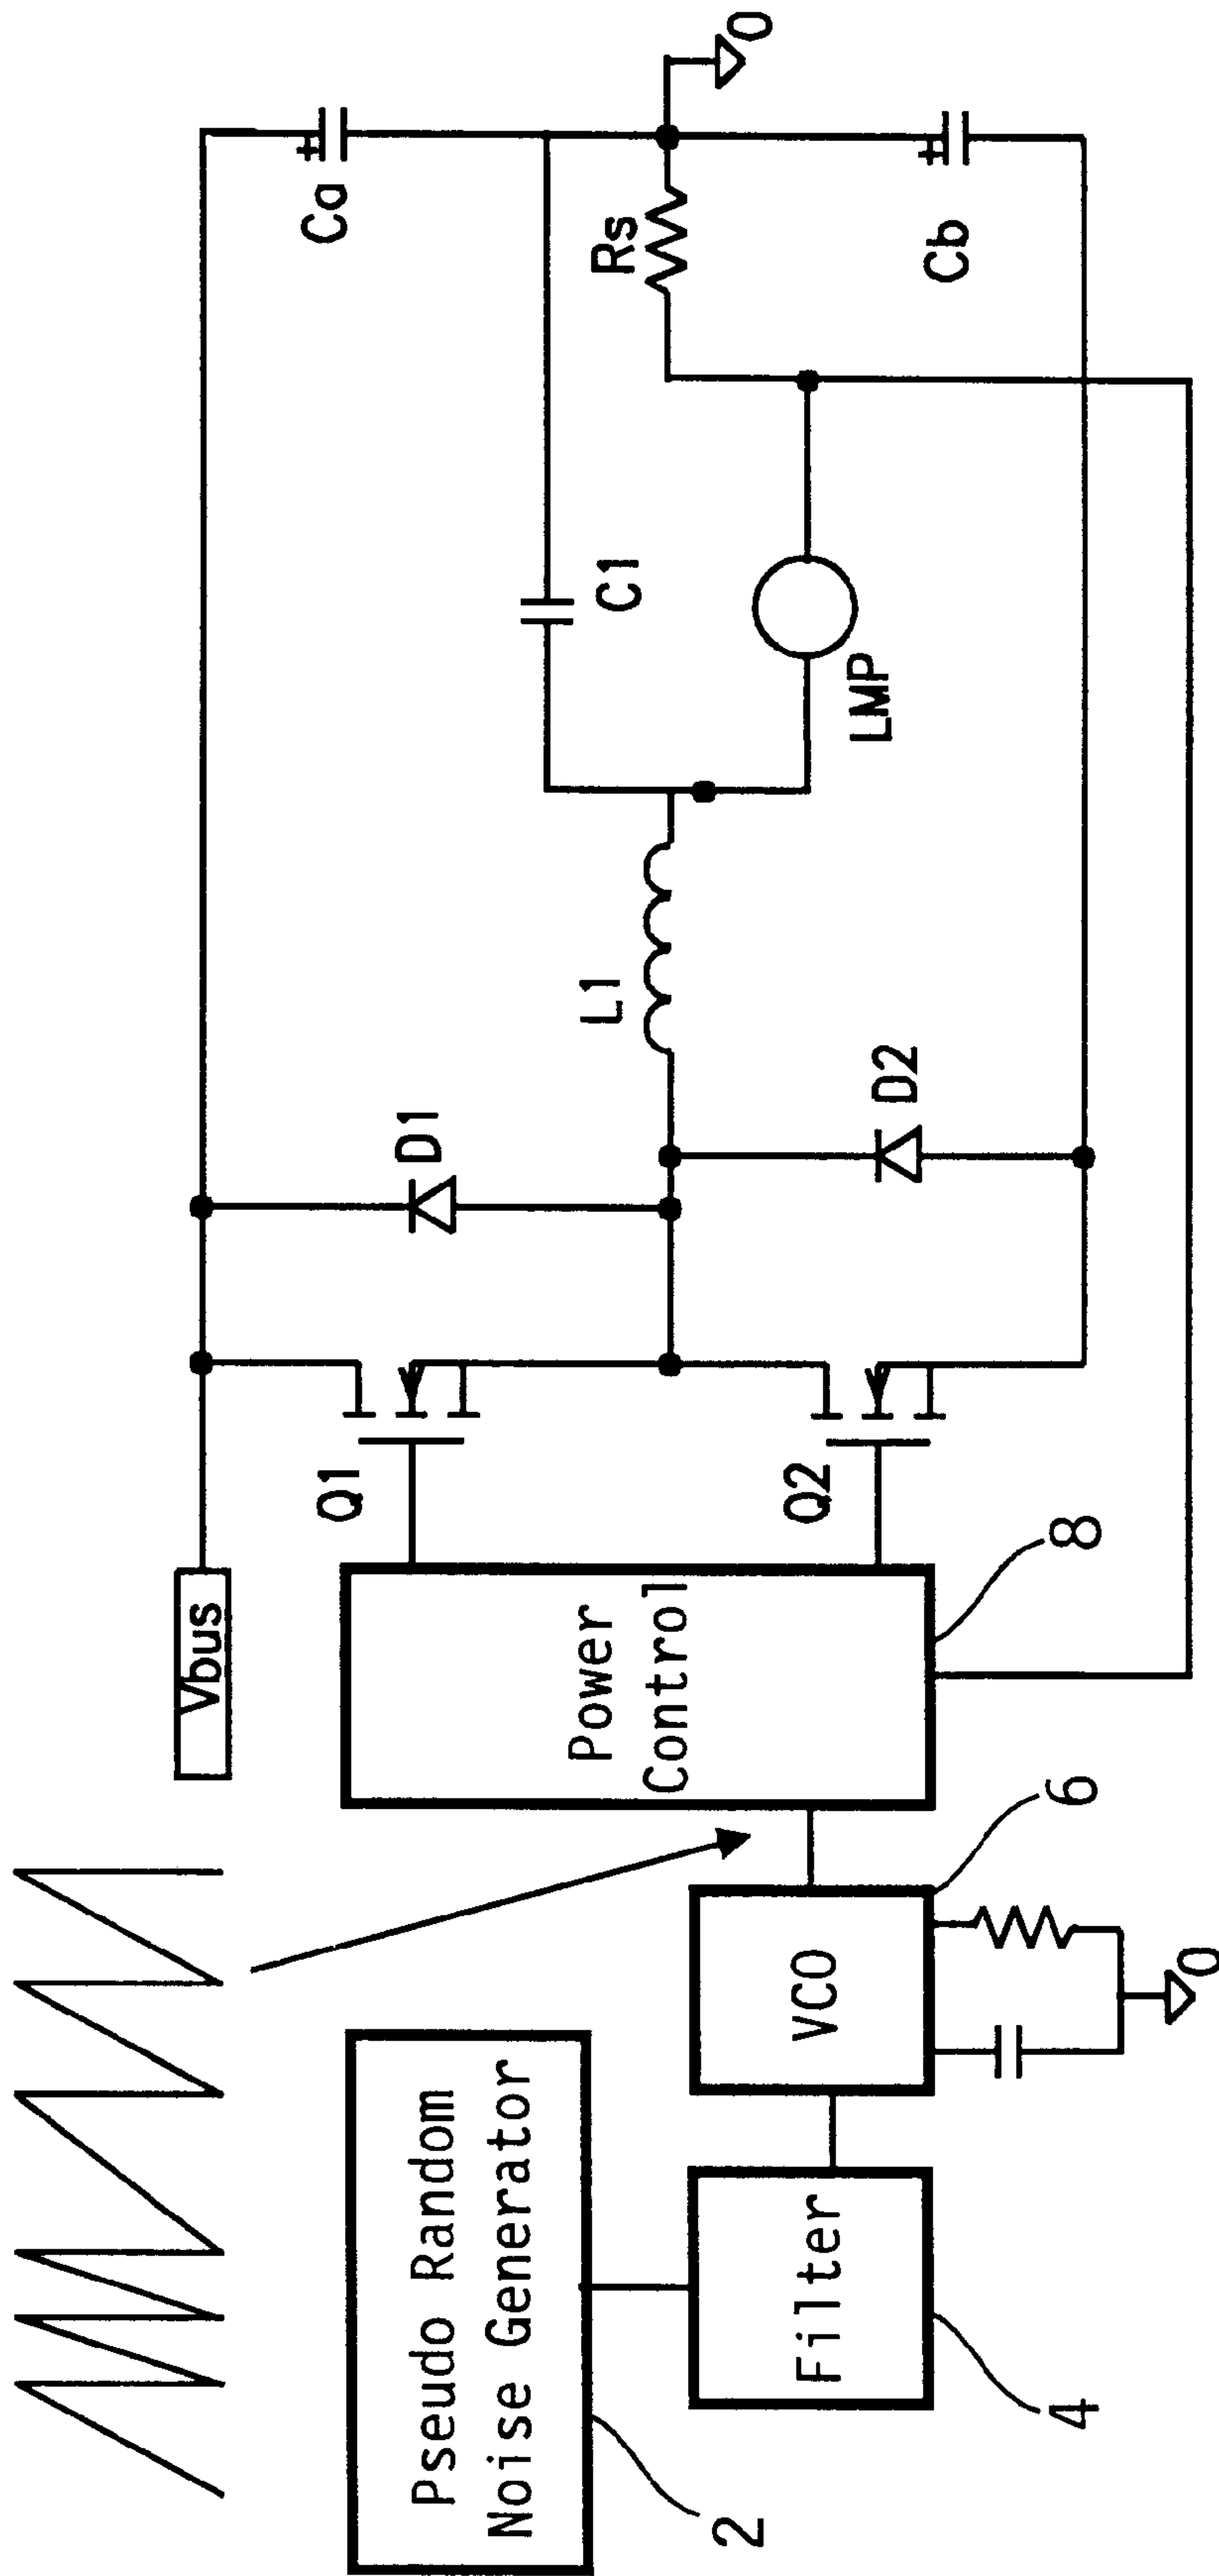 Vbus
Ca
0
Q1
D1
L1
C1
Rs
Q2
D2
LMP
Cb
Power
Control
8
Pseudo Random
Noise Generator
2
Filter
4
VCO
6
0